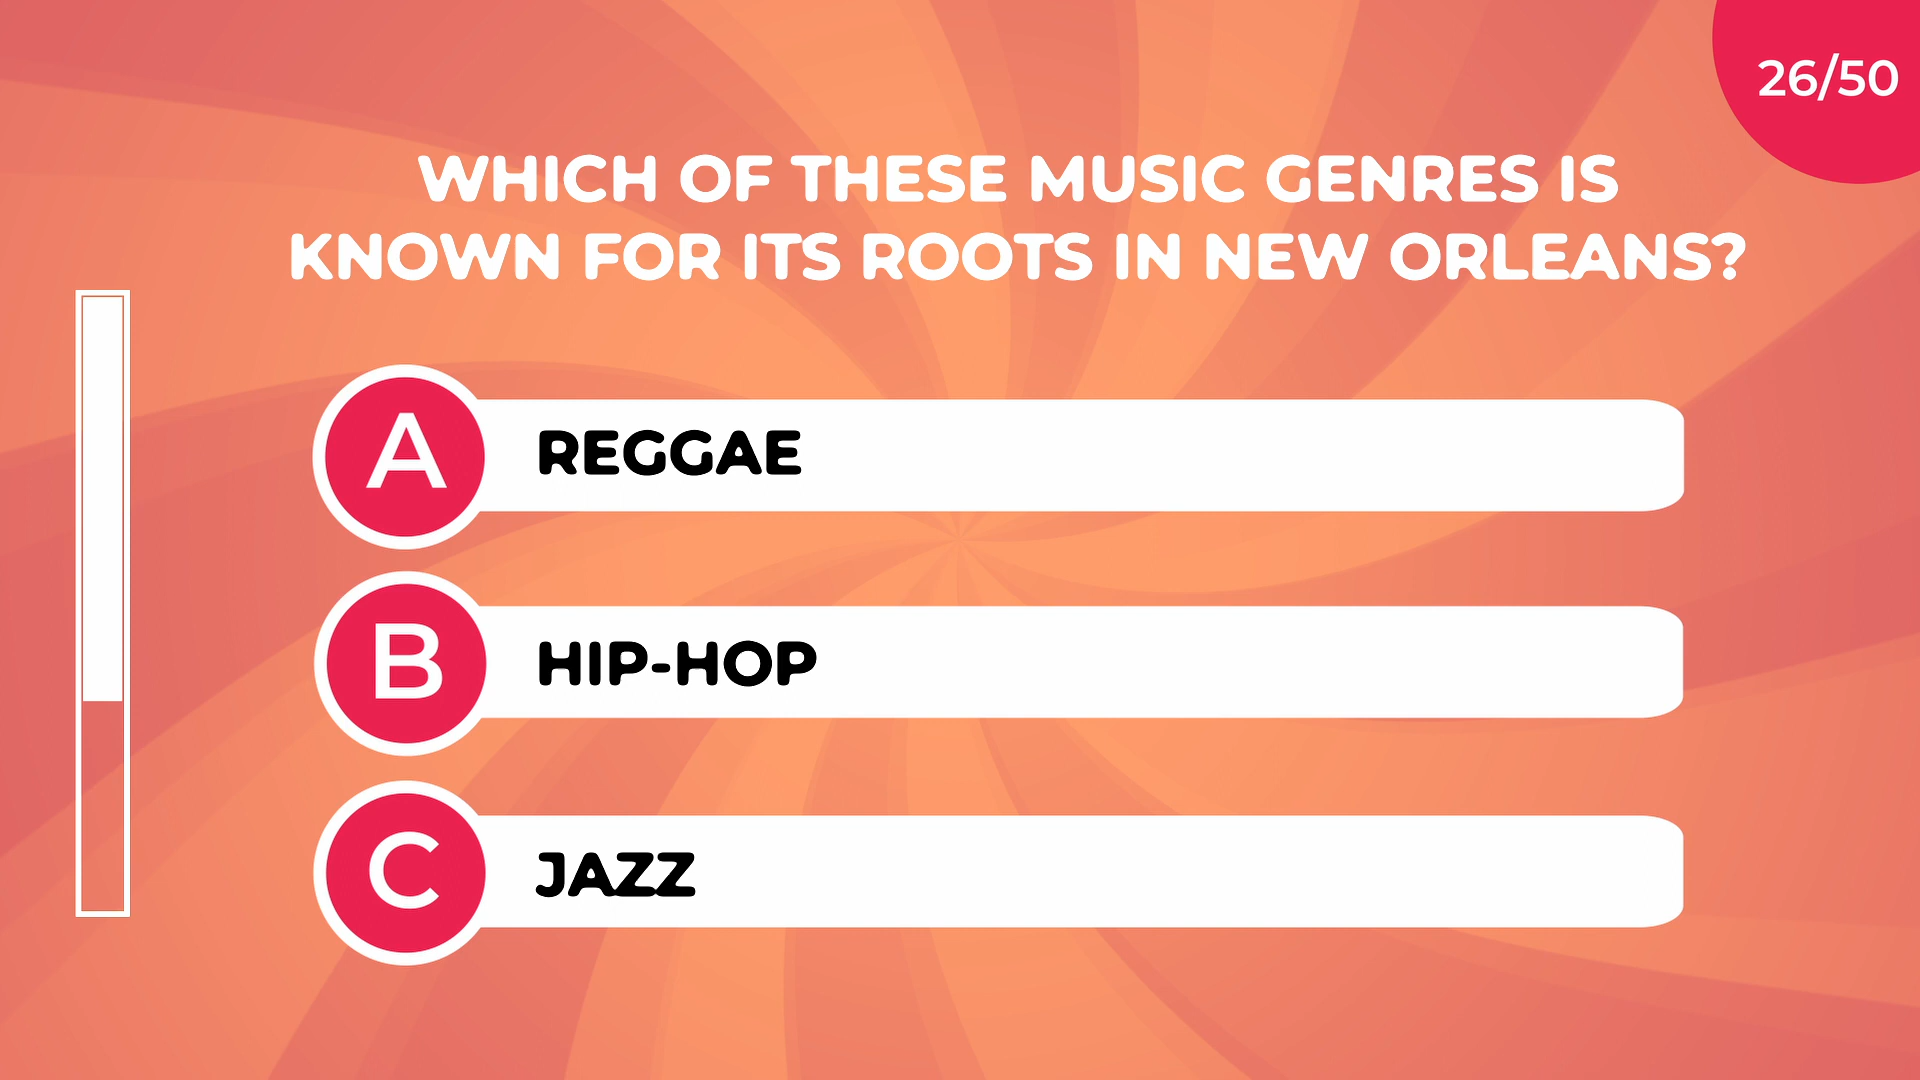 26/50
WHICH OF THESE MUSIC GENRES IS
KNOWN FOR ITS ROOTS IN NEW ORLEANS?
A REGGAE
B HIP-HOP
C JAZZ